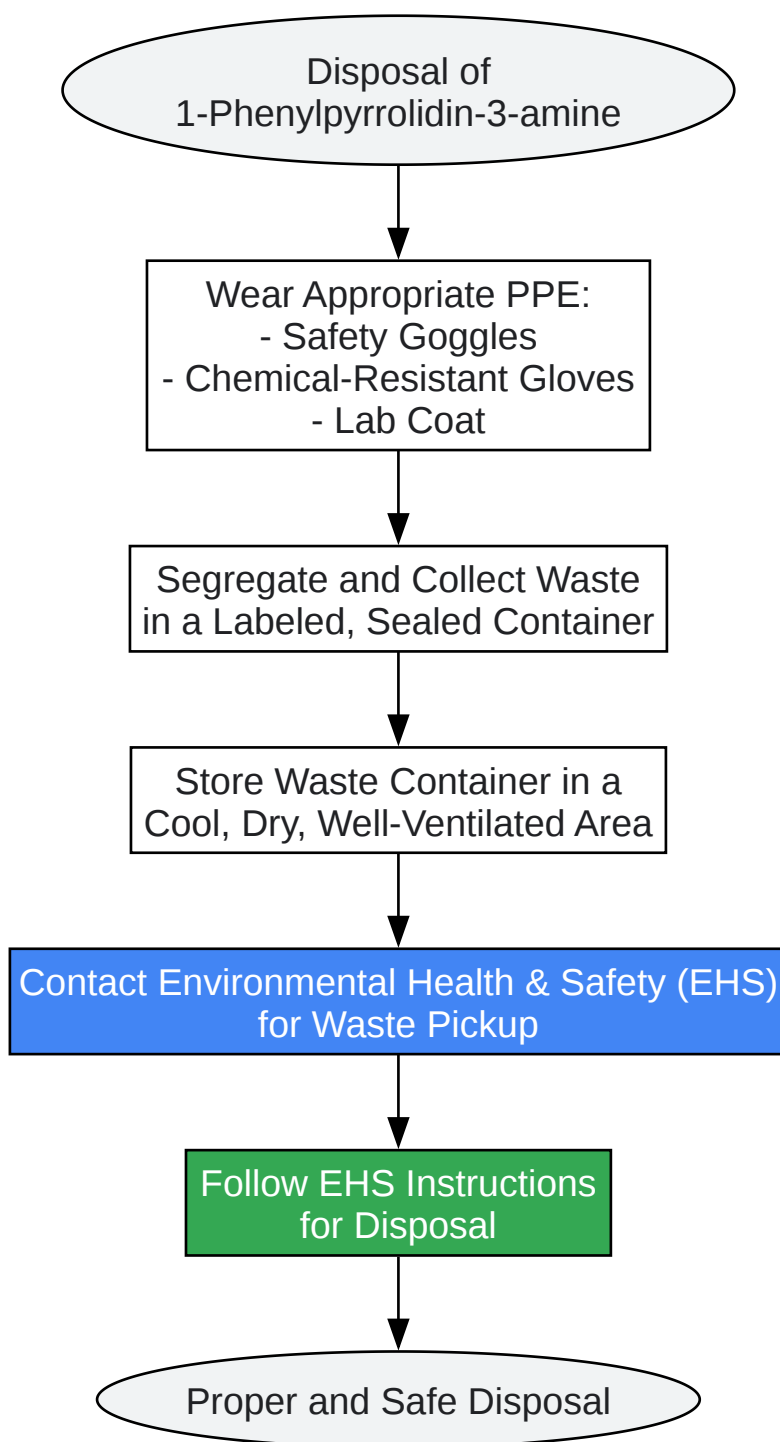 Disposal of
1-Phenylpyrrolidin-3-amine
Wear Appropriate PPE:
- Safety Goggles
- Chemical-Resistant Gloves
- Lab Coat
Segregate and Collect Waste
in a Labeled, Sealed Container
Store Waste Container in a
Cool, Dry, Well-Ventilated Area
Contact Environmental Health & Safety (EHS)
for Waste Pickup
Follow EHS Instructions
for Disposal
Proper and Safe Disposal